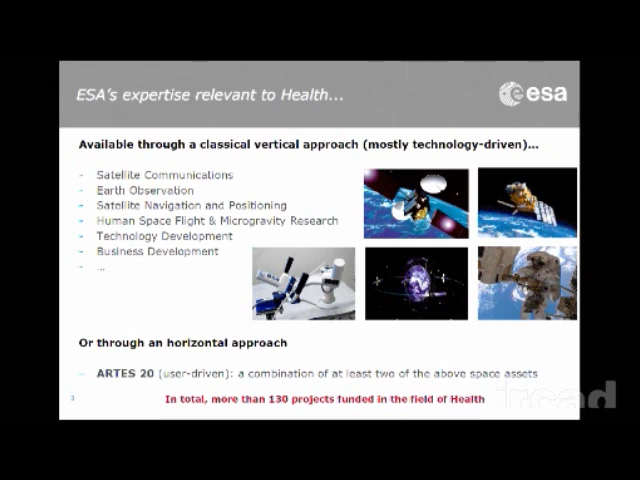 ESA's expertise relevant to Health...
esa
Available through a classical vertical approach (mostly technology-driven)...
- Satellite Communications
- Earth Observation
- Satellite Navigation and Positioning
- Human Space Flight & Microgravity Research
- Technology Development
- Business Development
- ...
Or through an horizontal approach
– ARTES 20 (user-driven): a combination of at least two of the above space assets
3
In total, more than 130 projects funded in the field of Health
ircad